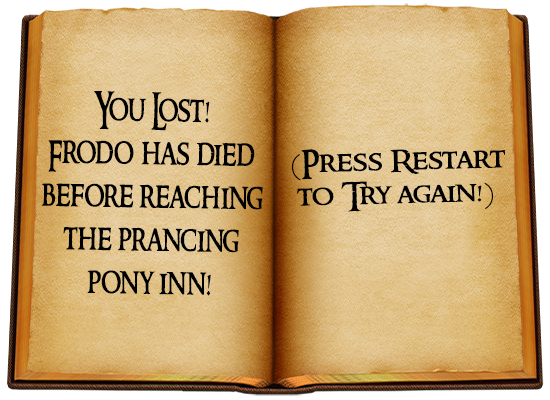 You Lost!
Frodo has died
before reaching
the prancing
pony inn!
(Press Restart
to Try again!)